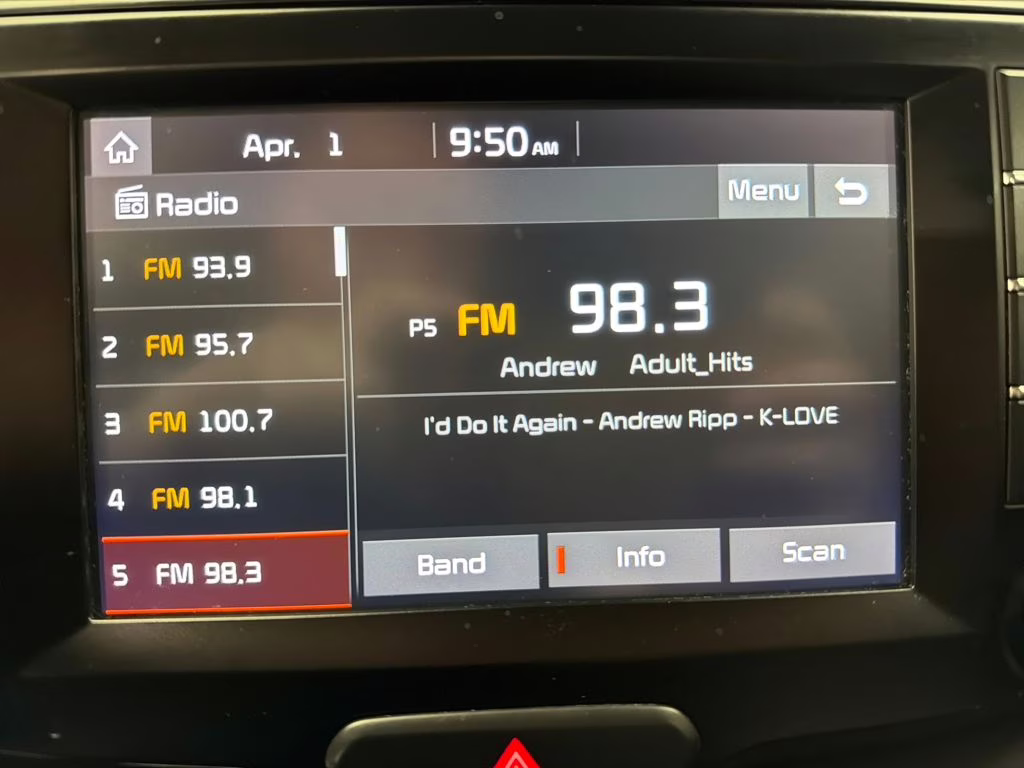 Apr. 1 9:50 AM
Radio Menu
1 FM 93.9
2 FM 95.7
3 FM 100.7
4 FM 98.1
5 FM 98.3
P5 FM 98.3
Andrew Adult_Hits
I'd Do It Again - Andrew Ripp - K-LOVE
Band Info Scan